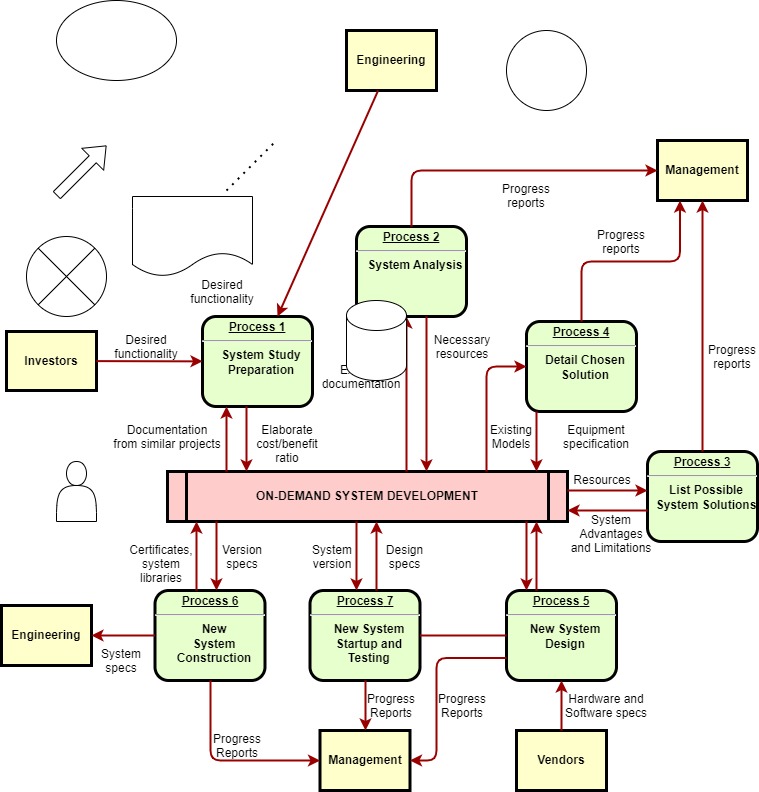 Engineering
Management
Progress
reports
Process 2
System Analysis
Progress
reports
Desired
functionality
Process 1
System Study
Preparation
Investors
Desired
functionality
Necessary
resources
documentation
Process 4
Detail Chosen
Solution
Progress
reports
Documentation
from similar projects
Elaborate
cost/benefit
ratio
Existing
Models
Equipment
specification
Process 3
List Possible
System Solutions
Resources
System
Advantages
and Limitations
ON-DEMAND SYSTEM DEVELOPMENT
Certificates,
system
libraries
Version
specs
System
version
Design
specs
Process 6
New
System
Construction
Process 7
New System
Startup and
Testing
Process 5
New System
Design
Engineering
System
specs
Progress
Reports
Progress
Reports
Progress
Reports
Hardware and
Software specs
Management
Vendors